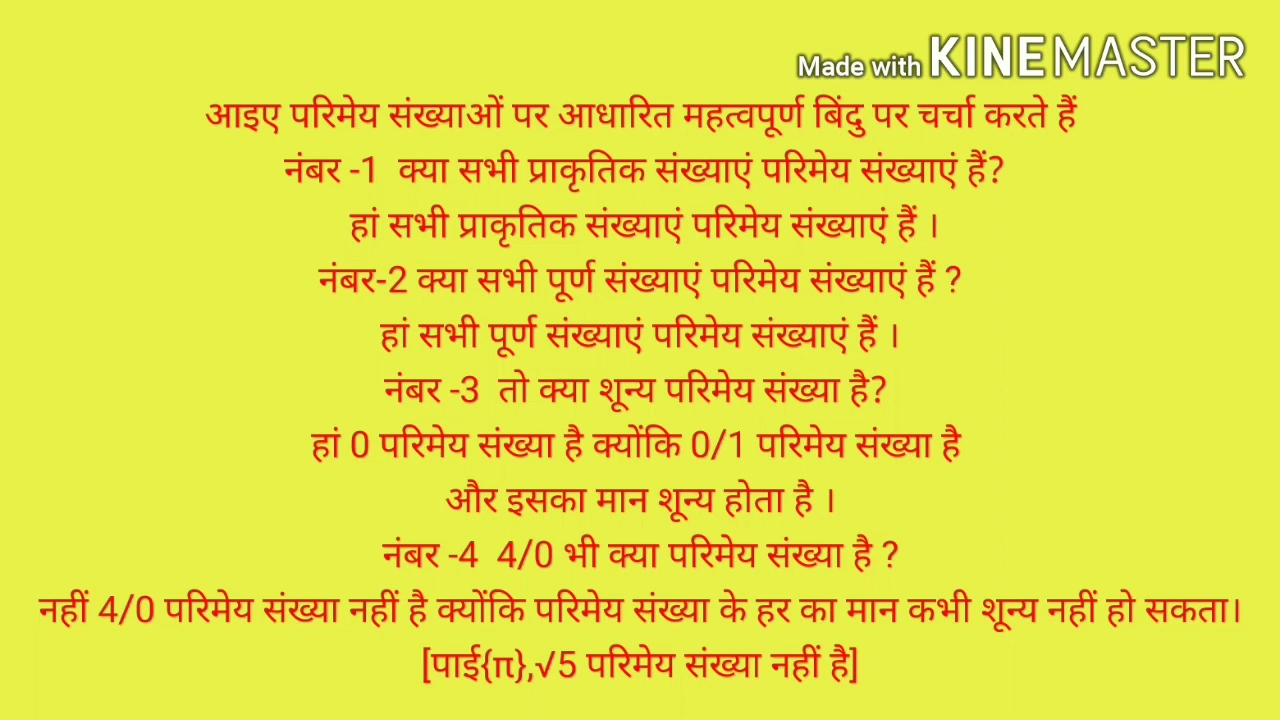 Made with KINEMASTER
आइए परिमेय संख्याओं पर आधारित महत्वपूर्ण बिंदु पर चर्चा करते हैं
नंबर -1 क्या सभी प्राकृतिक संख्याएं परिमेय संख्याएं हैं?
हां सभी प्राकृतिक संख्याएं परिमेय संख्याएं हैं ।
नंबर-2 क्या सभी पूर्ण संख्याएं परिमेय संख्याएं हैं ?
हां सभी पूर्ण संख्याएं परिमेय संख्याएं हैं ।
नंबर -3 तो क्या शून्य परिमेय संख्या है?
हां 0 परिमेय संख्या है क्योंकि 0/1 परिमेय संख्या है
और इसका मान शून्य होता है ।
नंबर -4 4/0 भी क्या परिमेय संख्या है ?
नहीं 4/0 परिमेय संख्या नहीं है क्योंकि परिमेय संख्या के हर का मान कभी शून्य नहीं हो सकता।
[पाई{π},√5 परिमेय संख्या नहीं है]